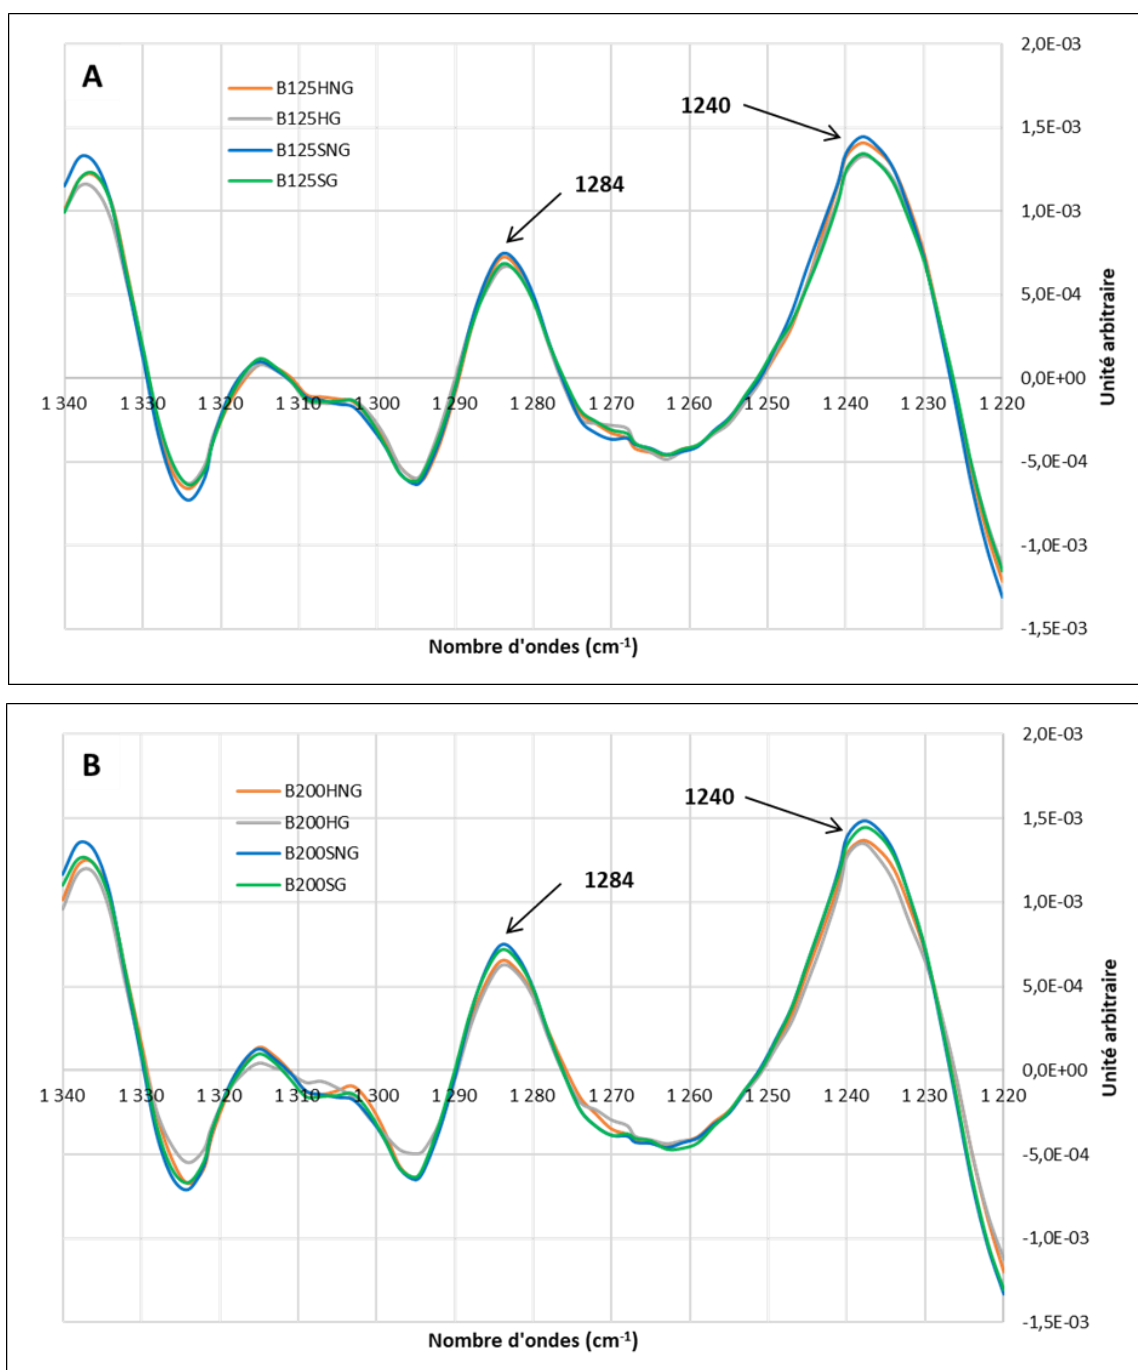 A
B125HNG
B125HG
B125SNG
B125SG
1240
1284
2,0E-03
1,5E-03
1,0E-03
5,0E-04
0,0E+00
-5,0E-04
-1,0E-03
-1,5E-03
Unité arbitraire
1 340 1 330 1 320 1 310 1 300 1 290 1 280 1 270 1 260 1 250 1 240 1 230 1 220
Nombre d'ondes (cm⁻¹)
B
B200HNG
B200HG
B200SNG
B200SG
1240
1284
2,0E-03
1,5E-03
1,0E-03
5,0E-04
0,0E+00
-5,0E-04
-1,0E-03
-1,5E-03
Unité arbitraire
1 340 1 330 1 320 1 310 1 300 1 290 1 280 1 270 1 260 1 250 1 240 1 230 1 220
Nombre d'ondes (cm⁻¹)